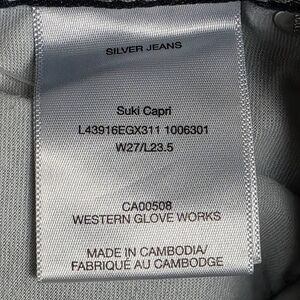 SILVER JEANS
Suki Capri
L43916EGX311 1006301
W27/L23.5
CA00508
WESTERN GLOVE WORKS
MADE IN CAMBODIA/
FABRIQUÉ AU CAMBODGE